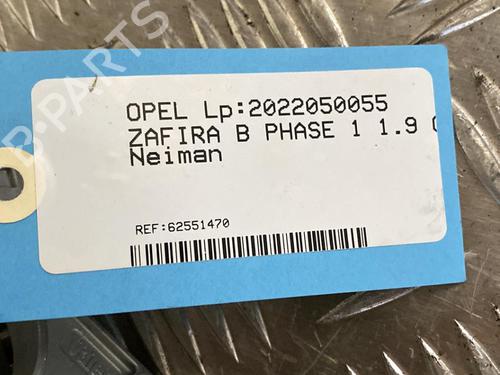 OPEL Lp:2022050055
ZAFIRA B PHASE 1 1.9
Neiman
REF:62551470
B-PARTS